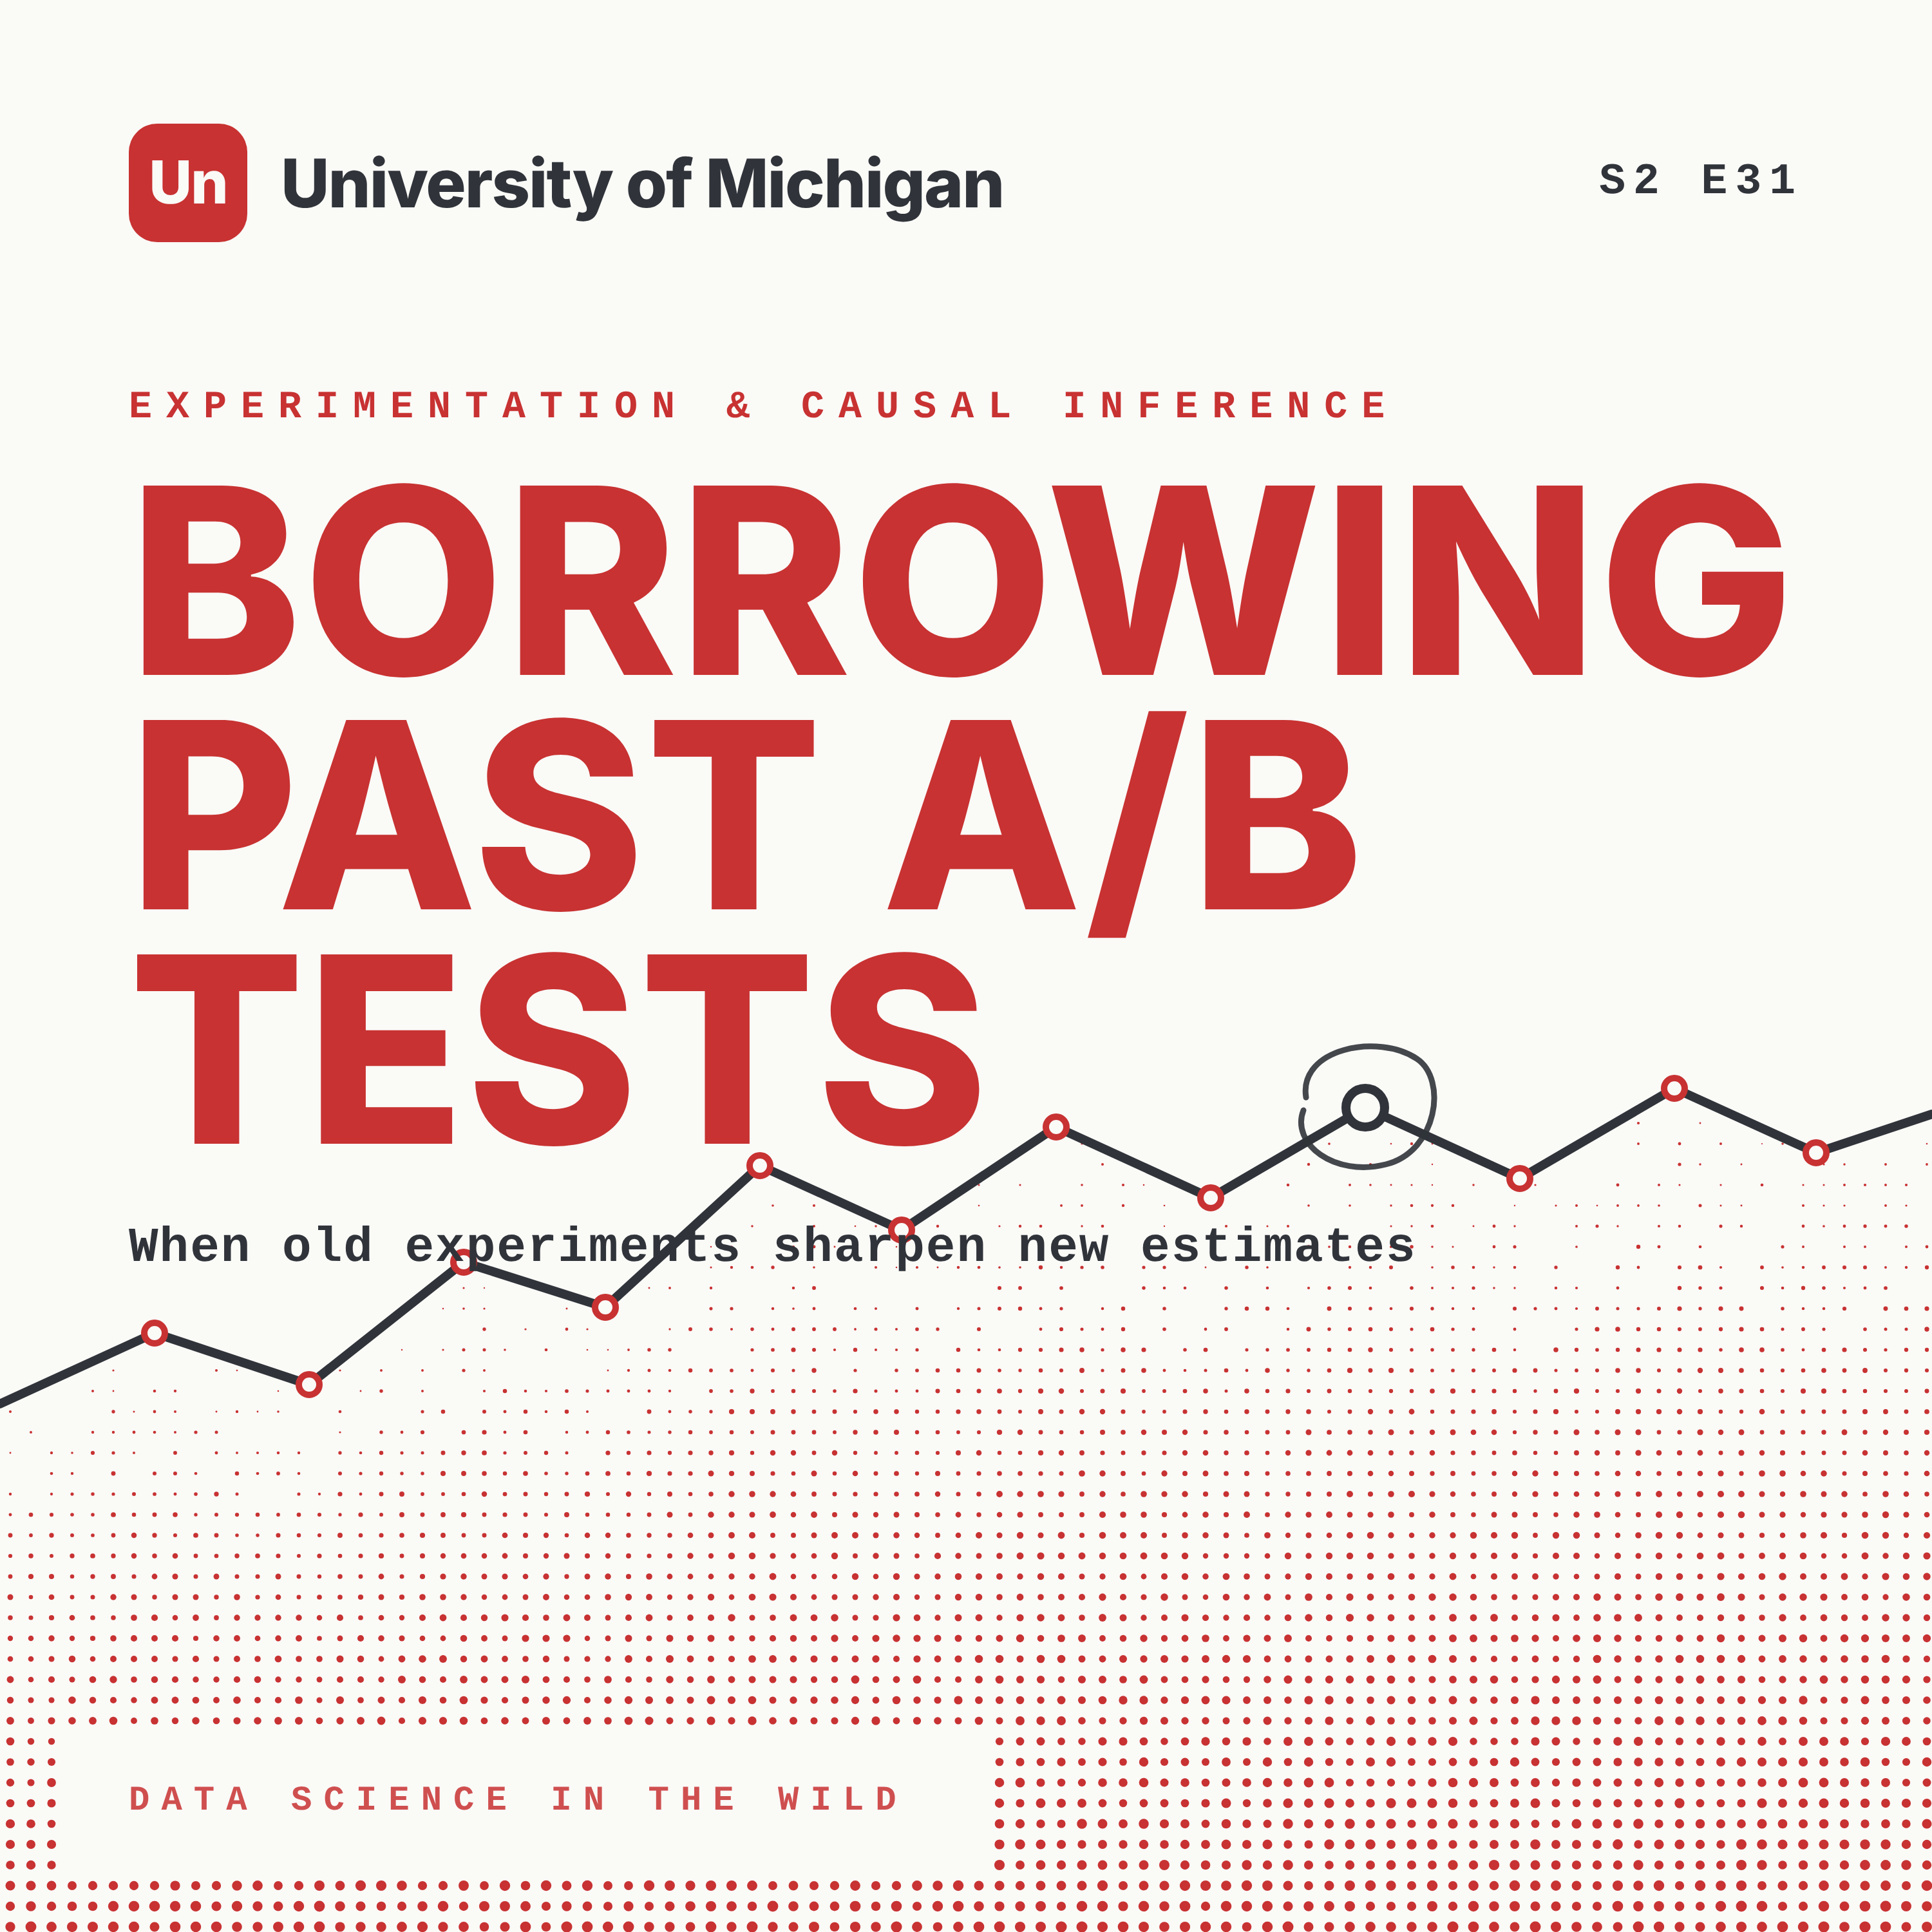 Un University of Michigan
S2 E31
EXPERIMENTATION & CAUSAL INFERENCE
BORROWING
PAST A/B
TESTS
When old experiments sharpen new estimates
DATA SCIENCE IN THE WILD